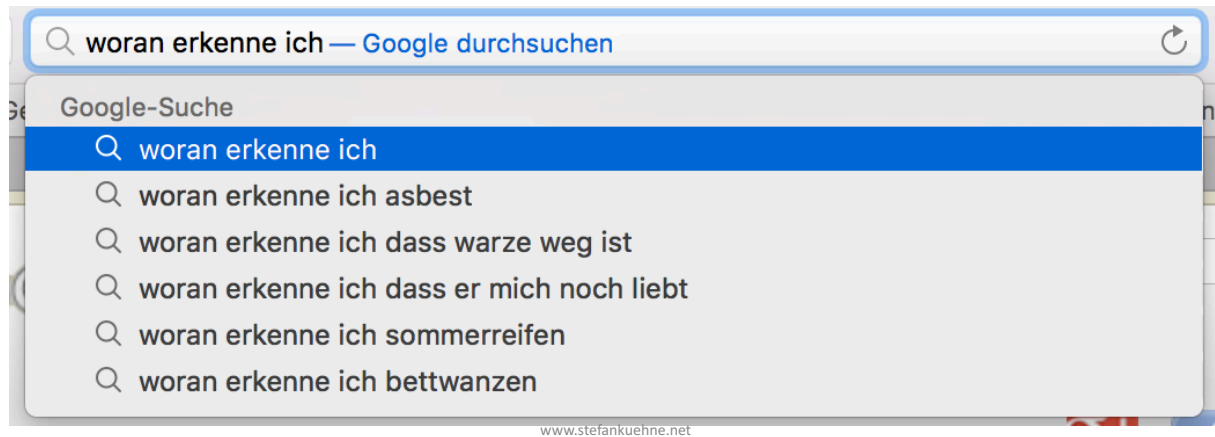 woran erkenne ich — Google durchsuchen
Google-Suche
woran erkenne ich
woran erkenne ich asbest
woran erkenne ich dass warze weg ist
woran erkenne ich dass er mich noch liebt
woran erkenne ich sommerreifen
woran erkenne ich bettwanzen
www.stefankuehne.net